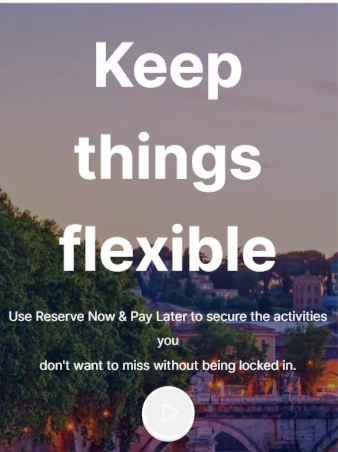 Keep
things
flexible
Use Reserve Now & Pay Later to secure the activities
you
don't want to miss without being locked in.